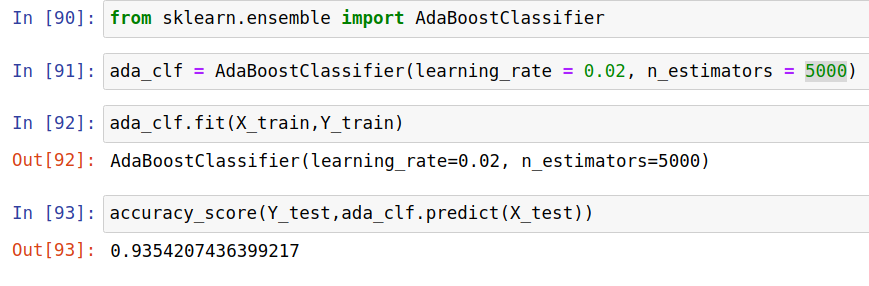 In [90]: from sklearn.ensemble import AdaBoostClassifier
In [91]: ada_clf = AdaBoostClassifier(learning_rate = 0.02, n_estimators = 5000)
In [92]: ada_clf.fit(X_train,Y_train)
Out[92]: AdaBoostClassifier(learning_rate=0.02, n_estimators=5000)
In [93]: accuracy_score(Y_test,ada_clf.predict(X_test))
Out[93]: 0.9354207436399217